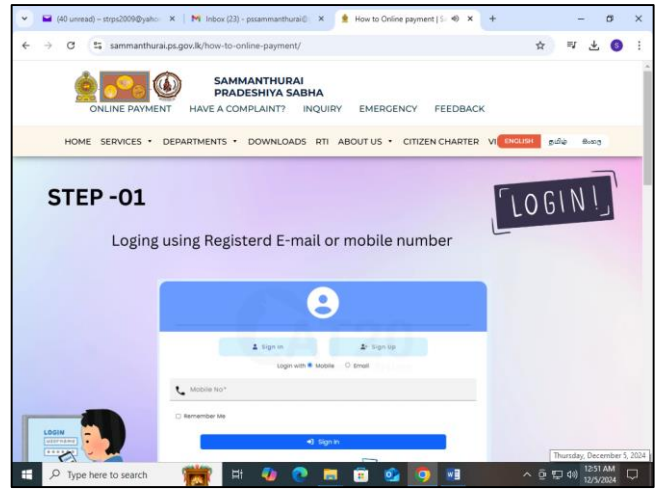 (40 unread) – strps2009@yaho
Inbox (23) - pssammanthurai@
How to Online payment | S
sammanthurai.ps.gov.lk/how-to-online-payment/
SAMMANTHURAI
PRADESHIYA SABHA
ONLINE PAYMENT HAVE A COMPLAINT? INQUIRY EMERGENCY FEEDBACK
HOME SERVICES DEPARTMENTS DOWNLOADS RTI ABOUT US CITIZEN CHARTER VI ENGLISH தமிழ் සිංහල
STEP -01
LOGIN!
Loging using Registerd E-mail or mobile number
Sign in Sign Up
Login with Mobile Email
Mobile No*
Remember Me
Sign in
LOGIN
Thursday, December 5, 2024
Type here to search
12:51 AM
12/5/2024